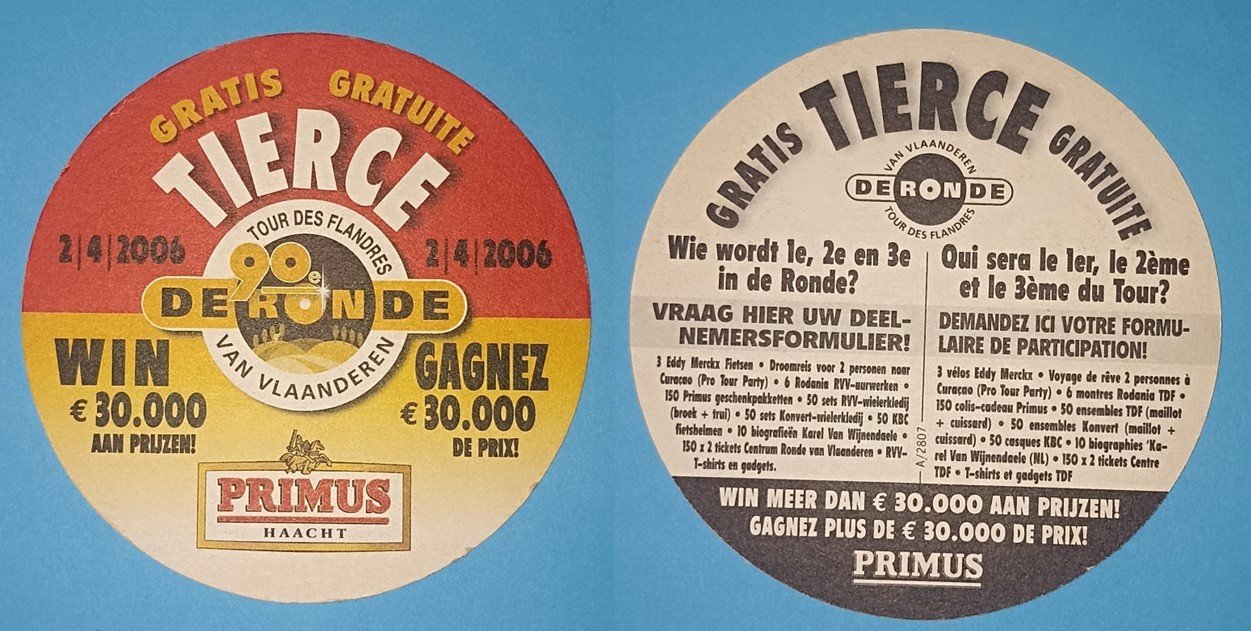 GRATIS GRATUITE
TIERCE
2|4|2006
2|4|2006
TOUR DES FLANDRES
90e
DE RONDE
VAN VLAANDEREN
WIN
€ 30.000
AAN PRIJZEN!
GAGNEZ
€ 30.000
DE PRIX!
PRIMUS
HAACHT
GRATIS TIERCE GRATUITE
VAN VLAANDEREN
DE RONDE
TOUR DES FLANDRES
Wie wordt 1e, 2e en 3e
in de Ronde?
VRAAG HIER UW DEEL-
NEMERSFORMULIER!
3 Eddy Merckx Fietsen • Droomreis voor 2 personen naar
Curaçao (Pro Tour Party) • 6 Rodania RVV-uurwerken •
150 Primus geschenkpakketten • 50 sets RVV-wielerkledij
(broek + trui) • 50 sets Konvert-wielerkledij • 50 KBC
fietshelmen • 10 biografieën Karel Van Wijnendaele •
150 x 2 tickets Centrum Ronde van Vlaanderen • RVV-
T-shirts en gadgets.
A/2807
Qui sera le 1er, le 2ème
et le 3ème du Tour?
DEMANDEZ ICI VOTRE FORMU-
LAIRE DE PARTICIPATION!
3 vélos Eddy Merckx • Voyage de rêve 2 personnes à
Curaçao (Pro Tour Party) • 6 montres Rodania TDF •
150 colis-cadeau Primus • 50 ensembles TDF (maillot
+ cuissard) • 50 ensembles Konvert (maillot +
cuissard) • 50 casques KBC • 10 biographies 'Ka-
rel Van Wijnendaele (NL) • 150 x 2 tickets Centre
TDF • T-shirts et gadgets TDF
WIN MEER DAN € 30.000 AAN PRIJZEN!
GAGNEZ PLUS DE € 30.000 DE PRIX!
PRIMUS